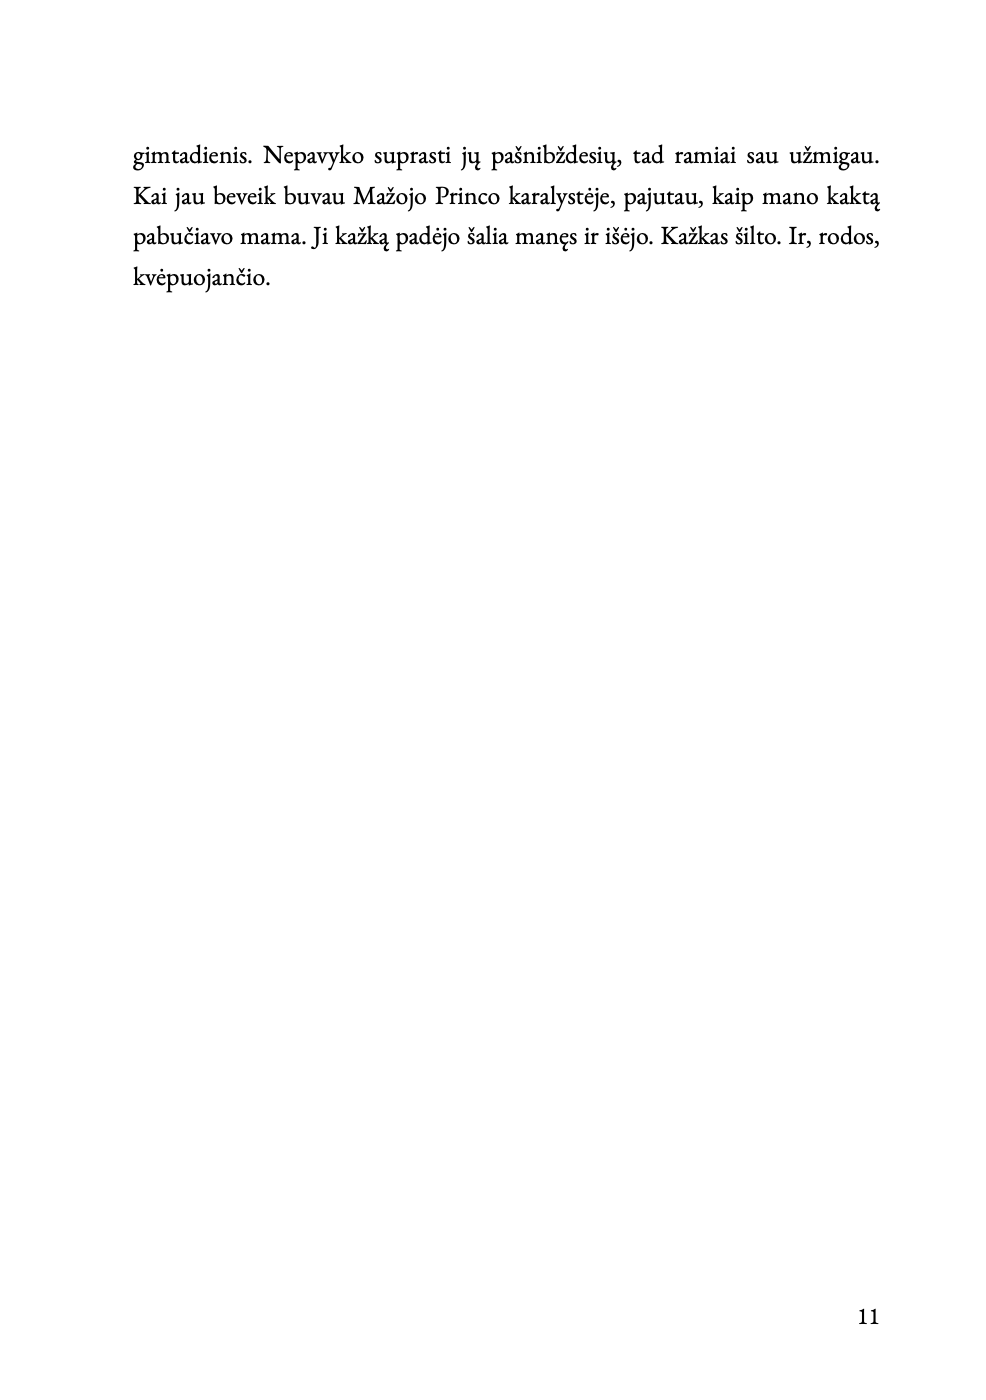 gimtadienis. Nepavyko suprasti jų pašnibždesių, tad ramiai sau užmigau.
Kai jau beveik buvau Mažojo Princo karalystėje, pajutau, kaip mano kaktą
pabučiavo mama. Ji kažką padėjo šalia manęs ir išėjo. Kažkas šilto. Ir, rodos,
kvėpuojančio.
11